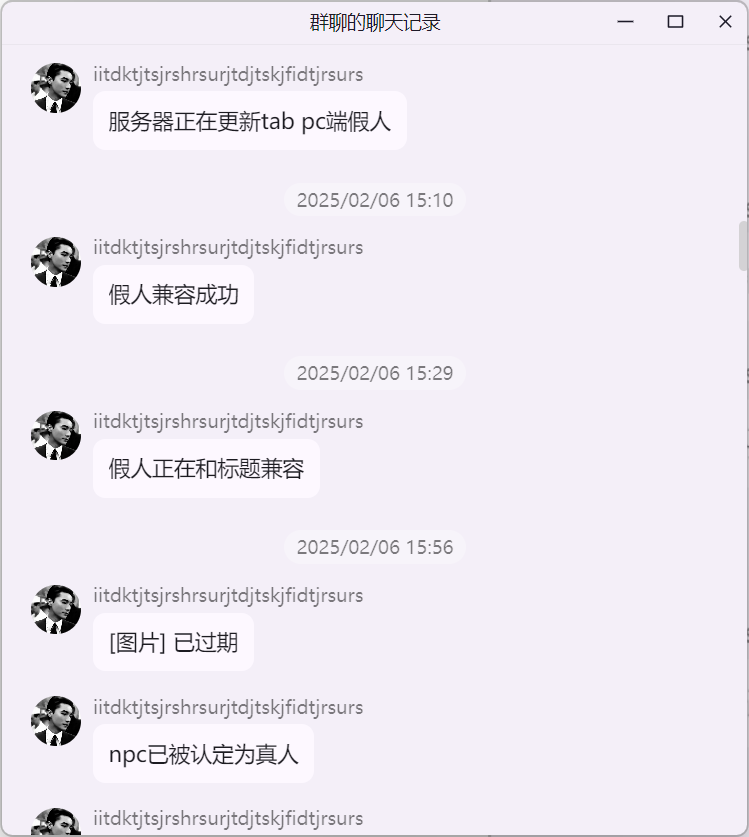 群聊的聊天记录
iitdktjtsjrshrsurjtdjtskjfidtjrsurs
服务器正在更新tab pc端假人
2025/02/06 15:10
iitdktjtsjrshrsurjtdjtskjfidtjrsurs
假人兼容成功
2025/02/06 15:29
iitdktjtsjrshrsurjtdjtskjfidtjrsurs
假人正在和标题兼容
2025/02/06 15:56
iitdktjtsjrshrsurjtdjtskjfidtjrsurs
[图片] 已过期
iitdktjtsjrshrsurjtdjtskjfidtjrsurs
npc已被认定为真人
iitdktjtsjrshrsurjtdjtskjfidtjrsurs